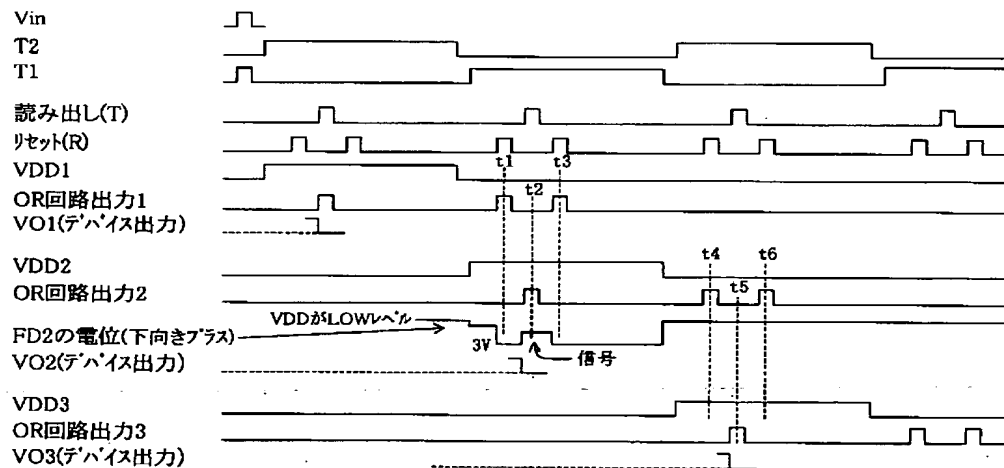 Vin
T2
T1
読み出し(T)
リセット(R)
VDD1
t1 t3
t2
OR回路出力1
VO1(デバイス出力)
VDD2
t4 t6
OR回路出力2
t5
VDDがLOWレベル
FD2の電位(下向きプラス)
3V
信号
VO2(デバイス出力)
VDD3
OR回路出力3
VO3(デバイス出力)